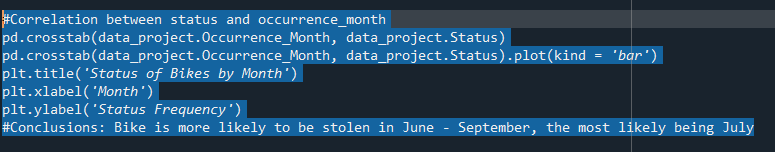 #Correlation between status and occurrence_month
pd.crosstab(data_project.Occurrence_Month, data_project.Status)
pd.crosstab(data_project.Occurrence_Month, data_project.Status).plot(kind = 'bar')
plt.title('Status of Bikes by Month')
plt.xlabel('Month')
plt.ylabel('Status Frequency')
#Conclusions: Bike is more likely to be stolen in June - September, the most likely being July